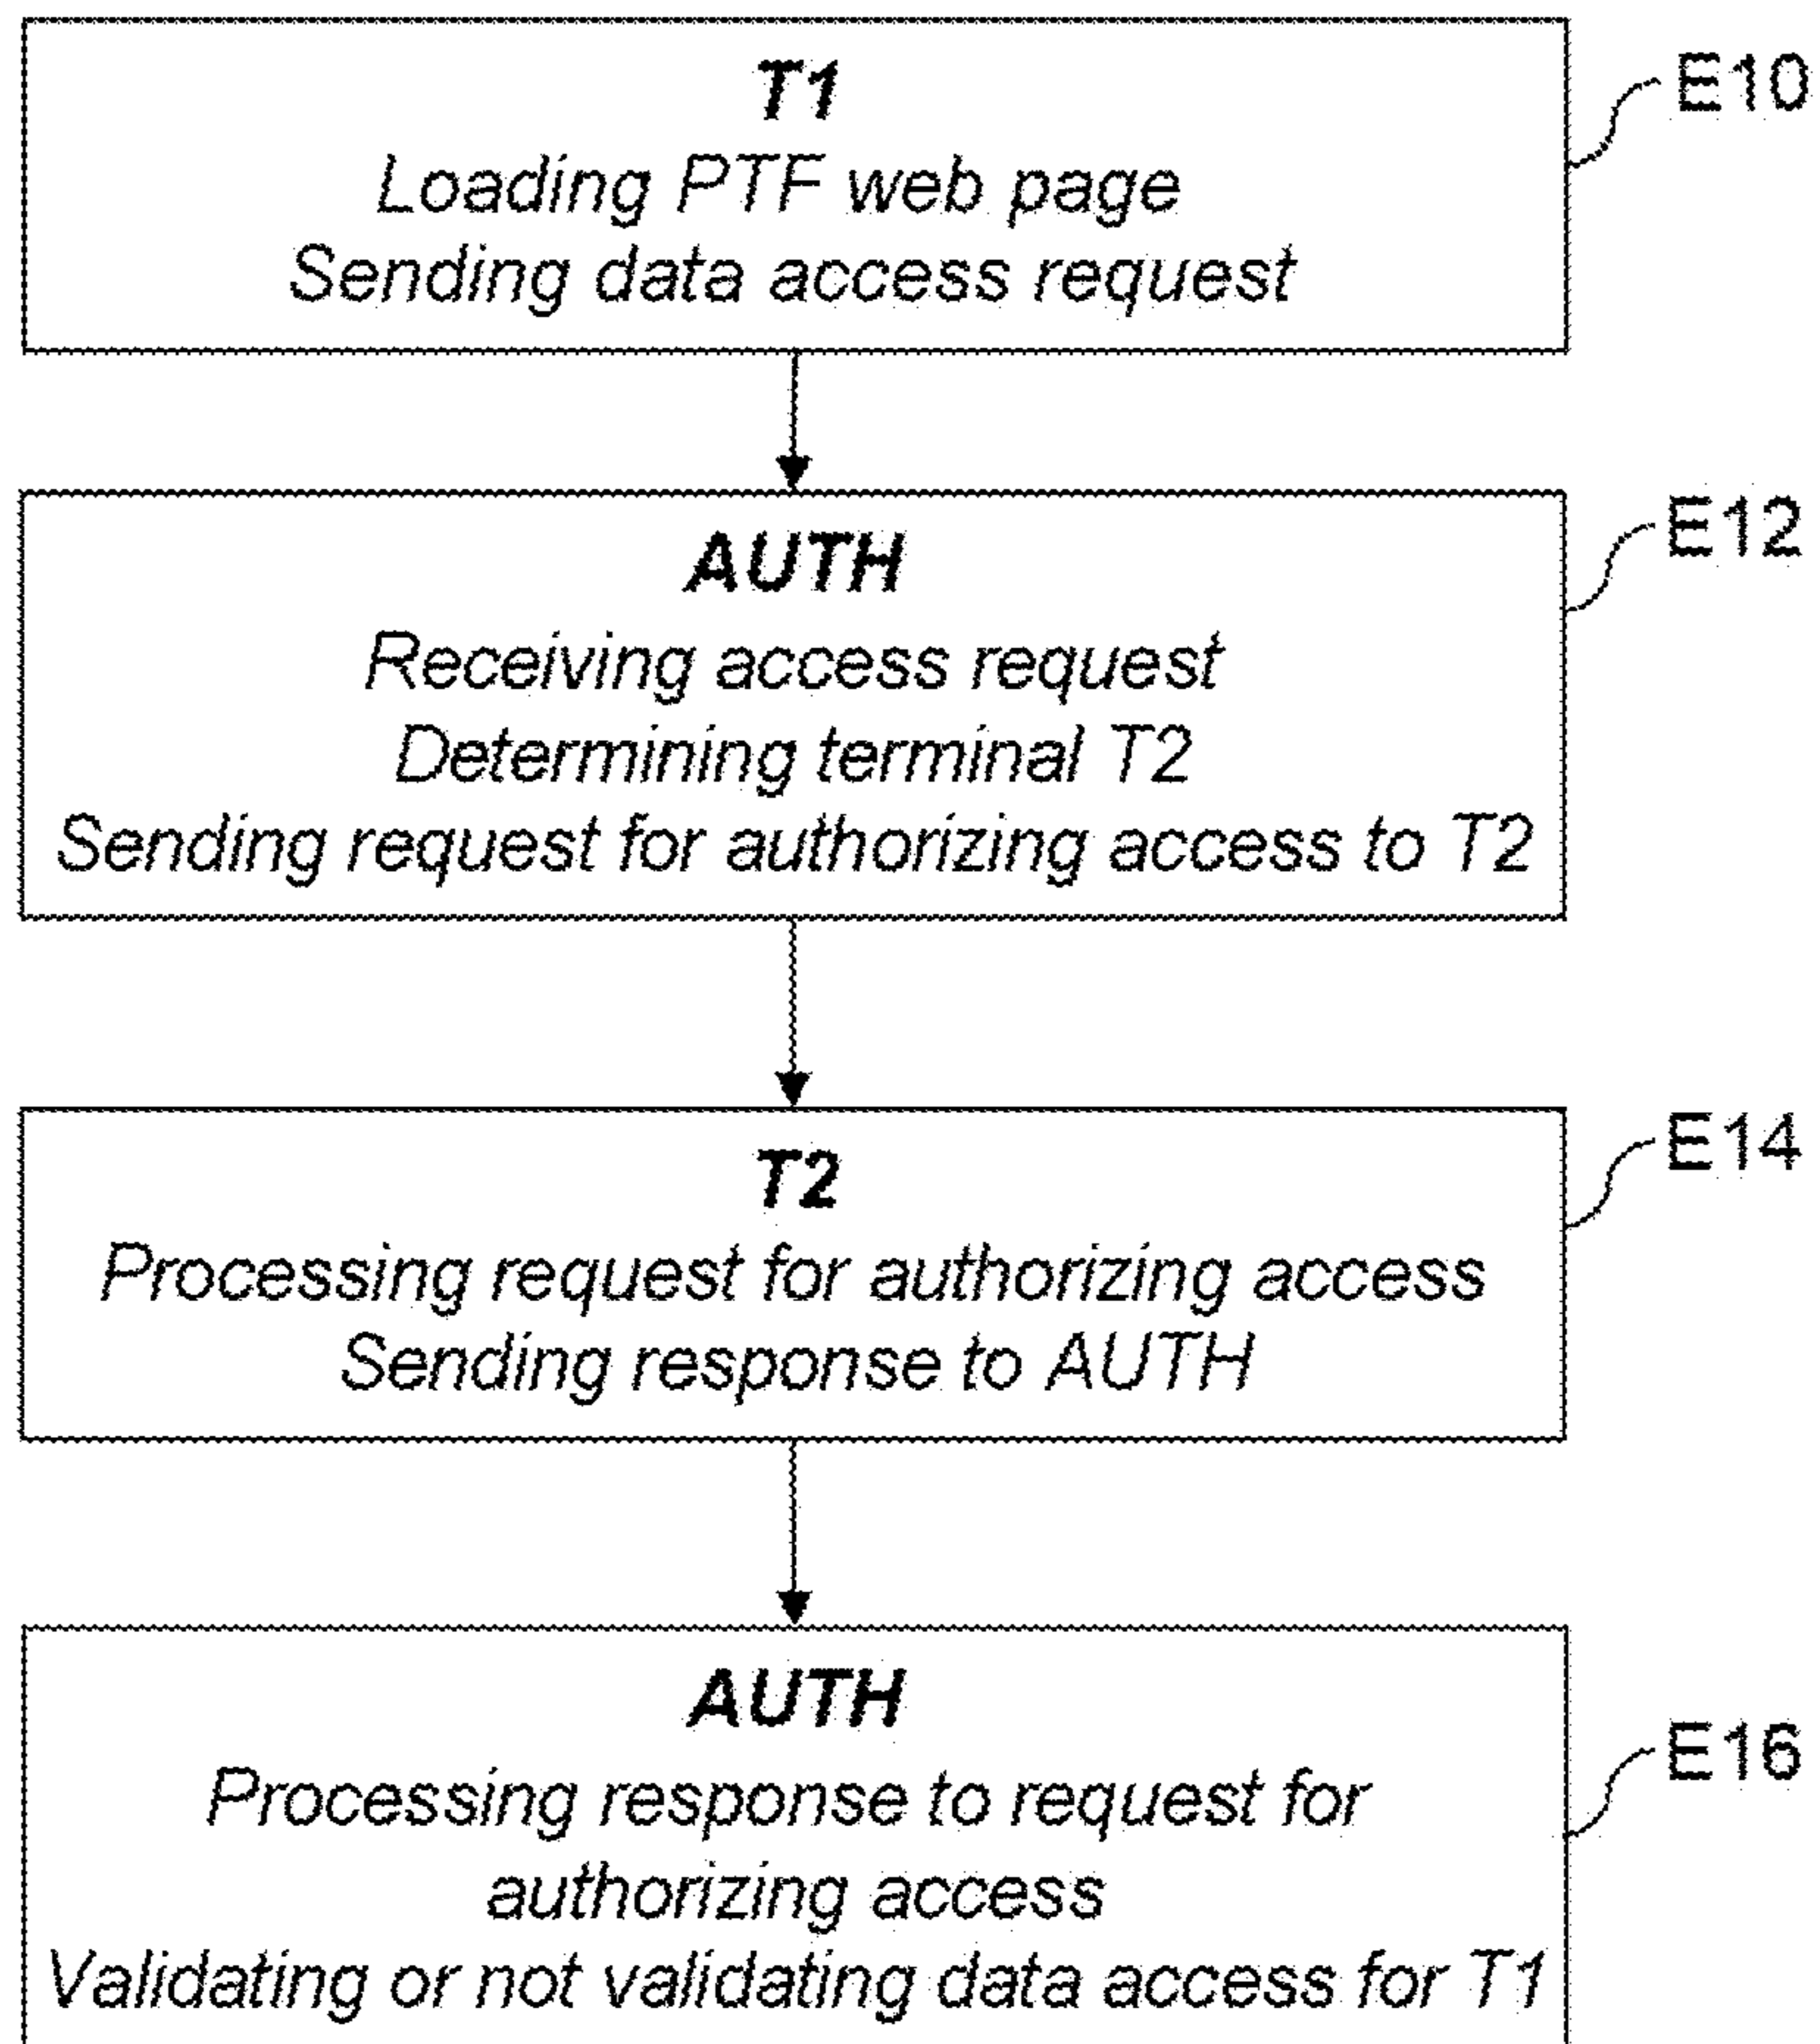 T1
Loading PTF web page
Sending data access request
E10
AUTH
Receiving access request
Determining terminal T2
Sending request for authorizing access to T2
E12
T2
Processing request for authorizing access
Sending response to AUTH
E14
AUTH
Processing response to request for
authorizing access
Validating or not validating data access for T1
E16